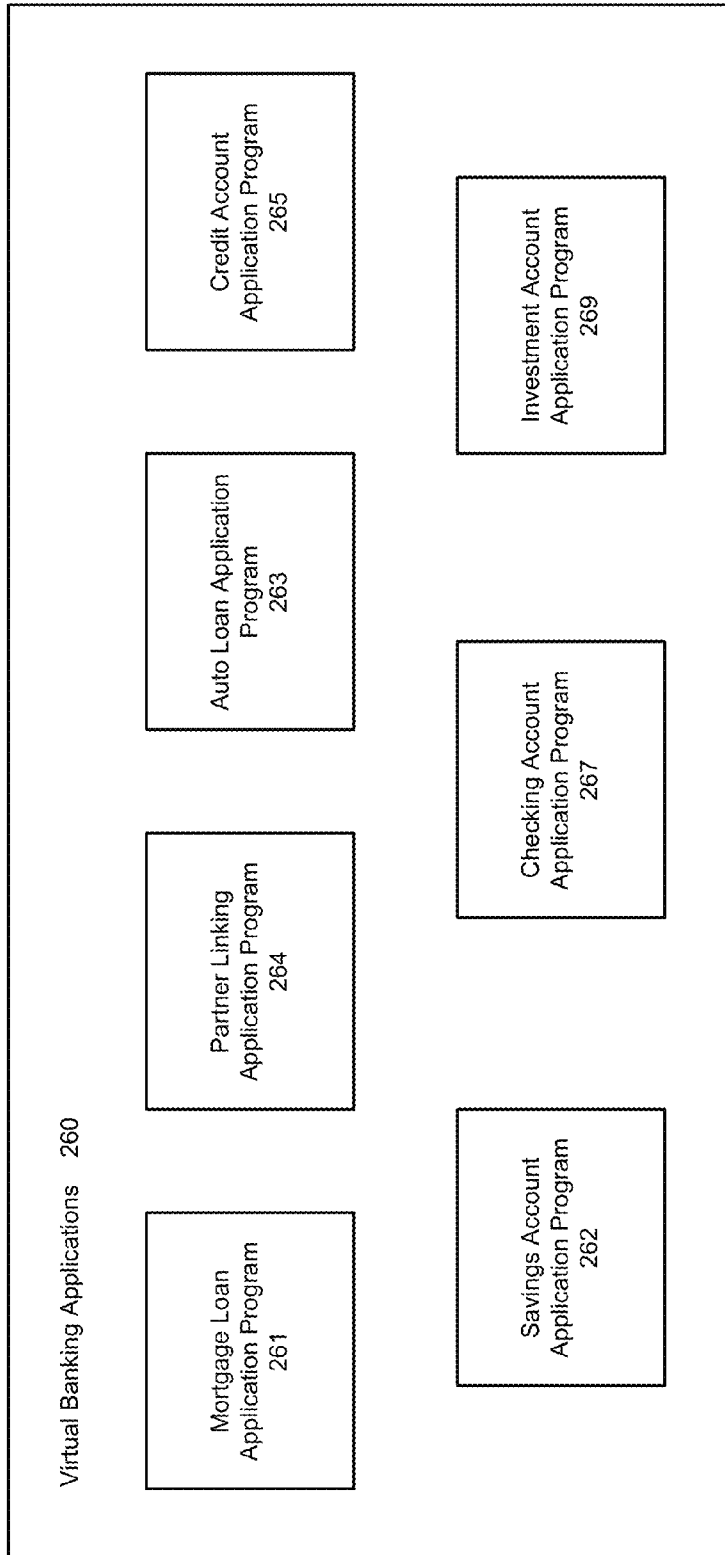 Virtual Banking Applications 260
Mortgage Loan
Application Program
261
Partner Linking
Application Program
264
Auto Loan Application
Program
263
Credit Account
Application Program
265
Savings Account
Application Program
262
Checking Account
Application Program
267
Investment Account
Application Program
269